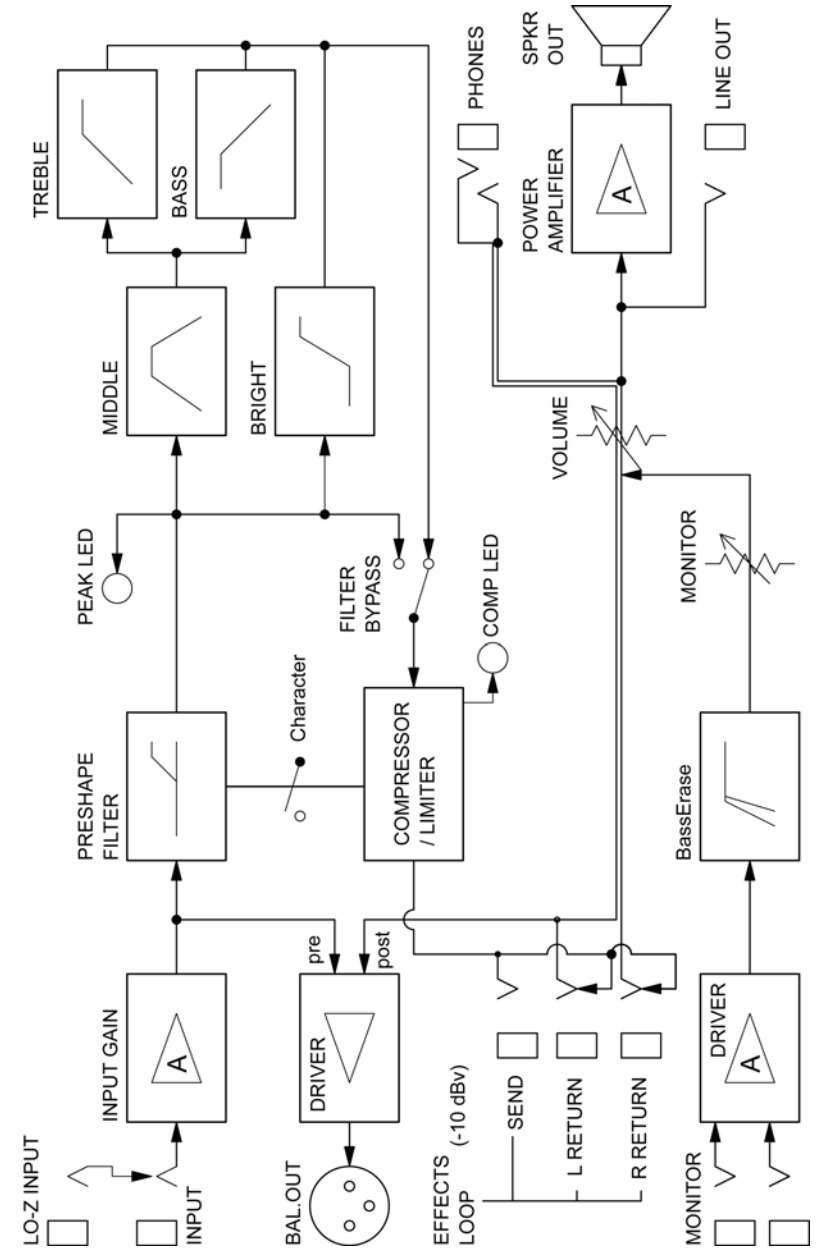 LO-Z INPUT
INPUT
INPUT GAIN
A
PRESHAPE
FILTER
PEAK LED
MIDDLE
TREBLE
BASS
BRIGHT
Character
FILTER
BYPASS
COMPRESSOR
/ LIMITER
COMP LED
pre
post
DRIVER
BAL.OUT
EFFECTS
LOOP
(-10 dBv)
SEND
L RETURN
R RETURN
PHONES
SPKR
OUT
POWER
AMPLIFIER
A
LINE OUT
VOLUME
MONITOR
DRIVER
A
BassErase
MONITOR